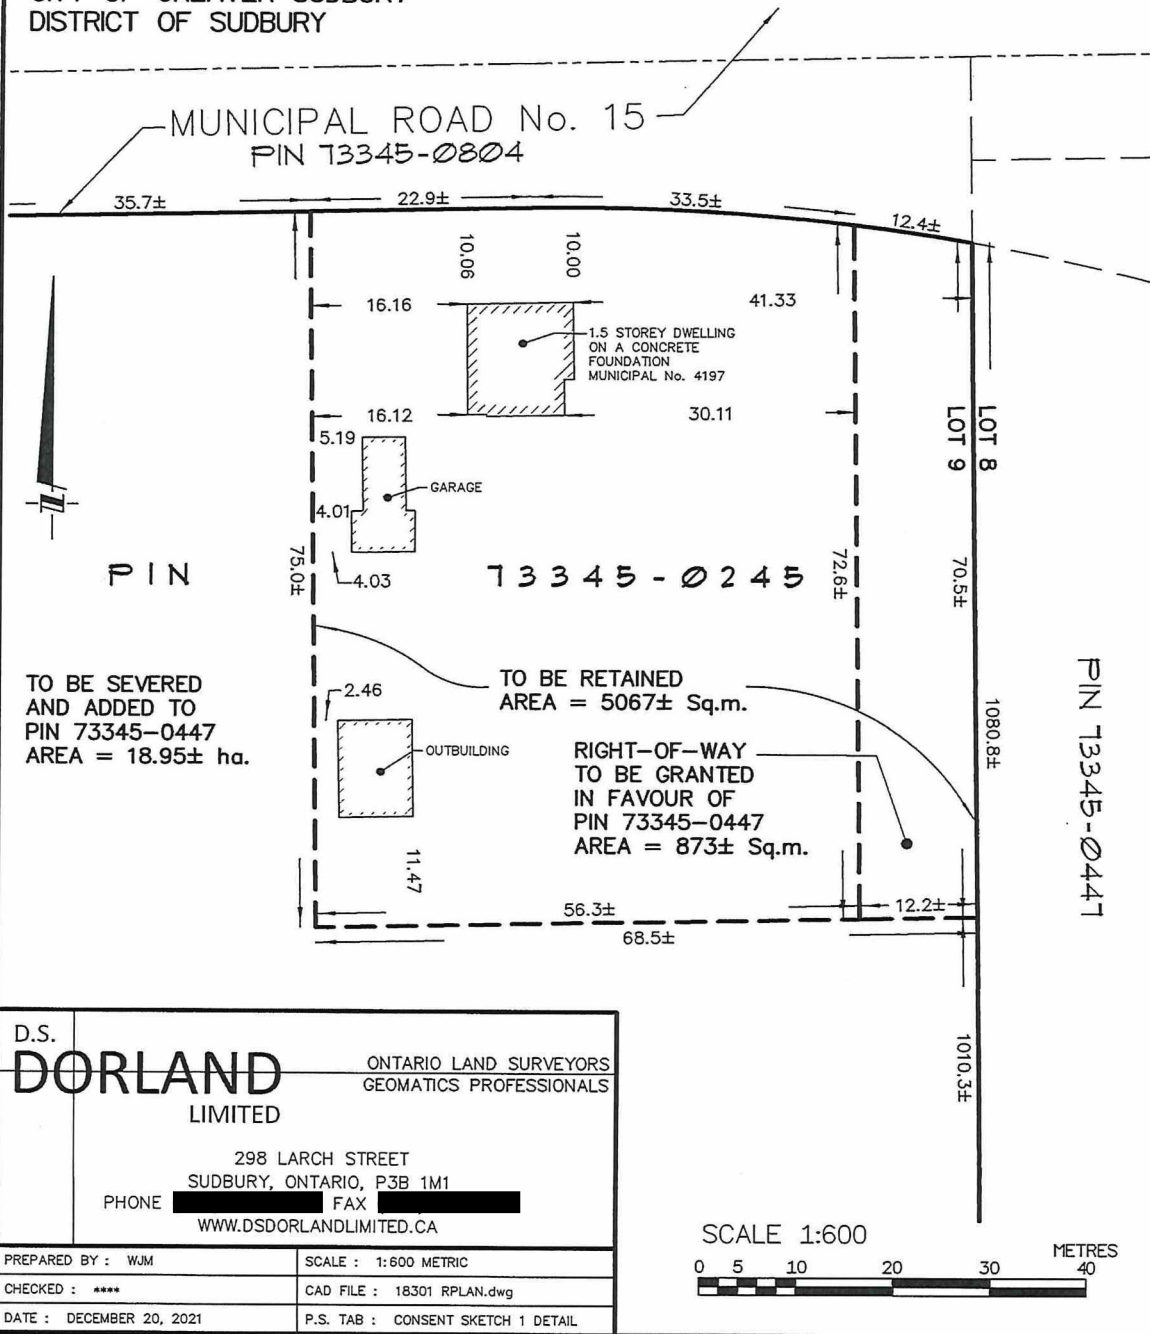 DISTRICT OF SUDBURY
MUNICIPAL ROAD No. 15
PIN 73345-0804
35.7±
22.9±
33.5±
12.4±
10.06
10.00
16.16
41.33
1.5 STOREY DWELLING
ON A CONCRETE
FOUNDATION
MUNICIPAL No. 4197
16.12
30.11
LOT 9
LOT 8
5.19
GARAGE
4.01
4.03
75.0±
72.6±
70.5±
N
PIN 73345-0245
TO BE SEVERED
AND ADDED TO
PIN 73345-0447
AREA = 18.95± ha.
2.46
OUTBUILDING
11.47
TO BE RETAINED
AREA = 5067± Sq.m.
RIGHT-OF-WAY
TO BE GRANTED
IN FAVOUR OF
PIN 73345-0447
AREA = 873± Sq.m.
1080.8±
PIN 73345-0447
56.3±
12.2±
68.5±
1010.3±
D.S.
DORLAND
LIMITED
ONTARIO LAND SURVEYORS
GEOMATICS PROFESSIONALS
298 LARCH STREET
SUDBURY, ONTARIO, P3B 1M1
PHONE FAX
WWW.DSDORLANDLIMITED.CA
PREPARED BY : WJM
SCALE : 1:600 METRIC
CHECKED : ****
CAD FILE : 18301 RPLAN.dwg
DATE : DECEMBER 20, 2021
P.S. TAB : CONSENT SKETCH 1 DETAIL
SCALE 1:600
METRES
0 5 10 20 30 40